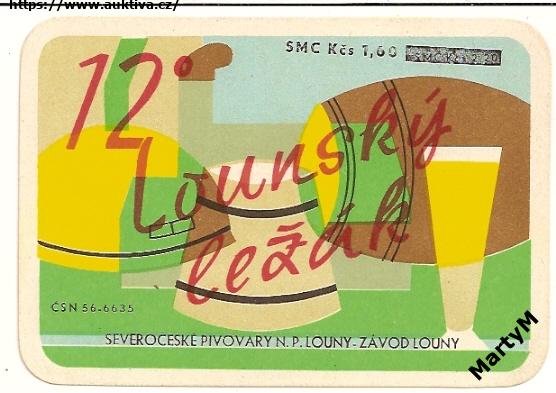 https://www.auktiva.cz/
SMC Kčs 1,60
12°
Lounský
ležák
ČSN 56-6635
SEVEROČESKÉ PIVOVARY N. P. LOUNY - ZÁVOD LOUNY
MartyM